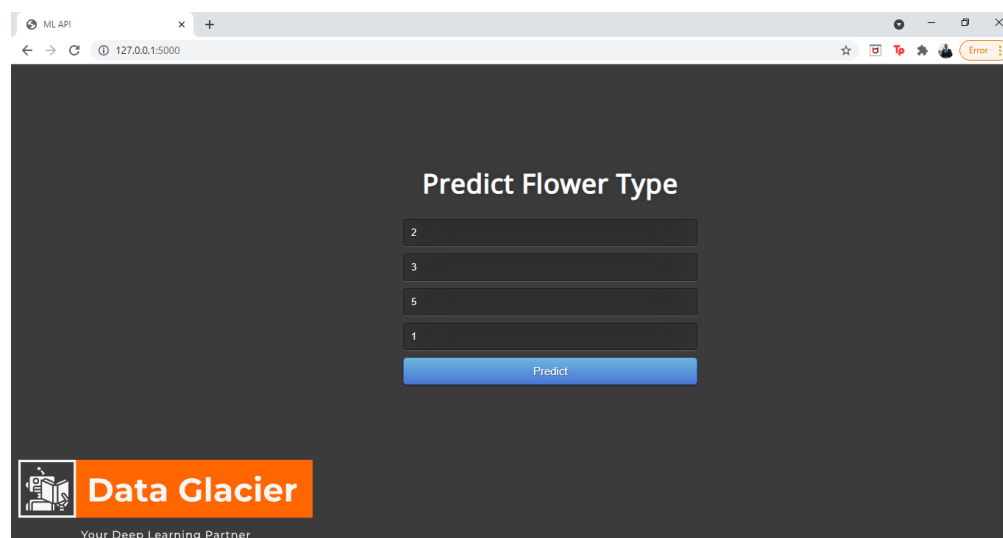 ML API
127.0.0.1:5000
Tp
Error
Predict Flower Type
2
3
5
1
Predict
Data Glacier
Your Deep Learning Partner